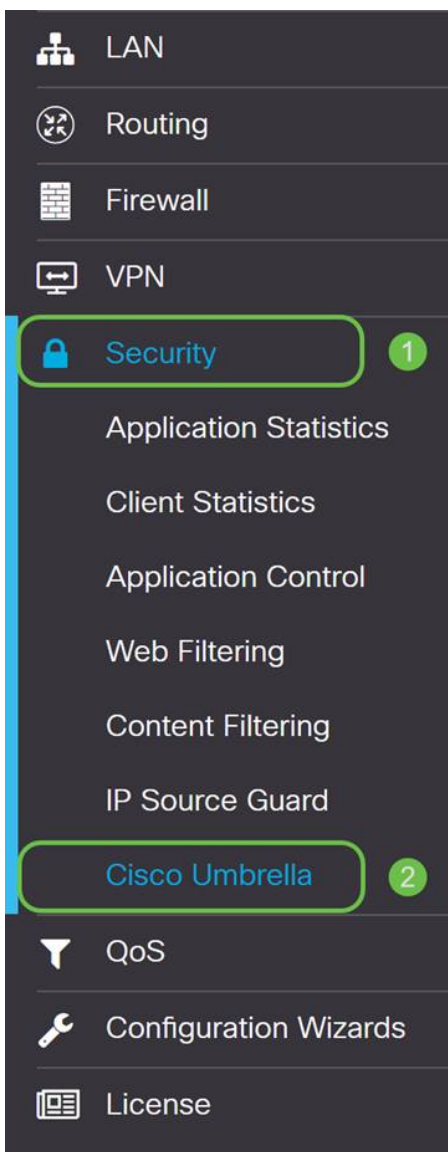 LAN
Routing
Firewall
VPN
Security 1
Application Statistics
Client Statistics
Application Control
Web Filtering
Content Filtering
IP Source Guard
Cisco Umbrella 2
QoS
Configuration Wizards
License